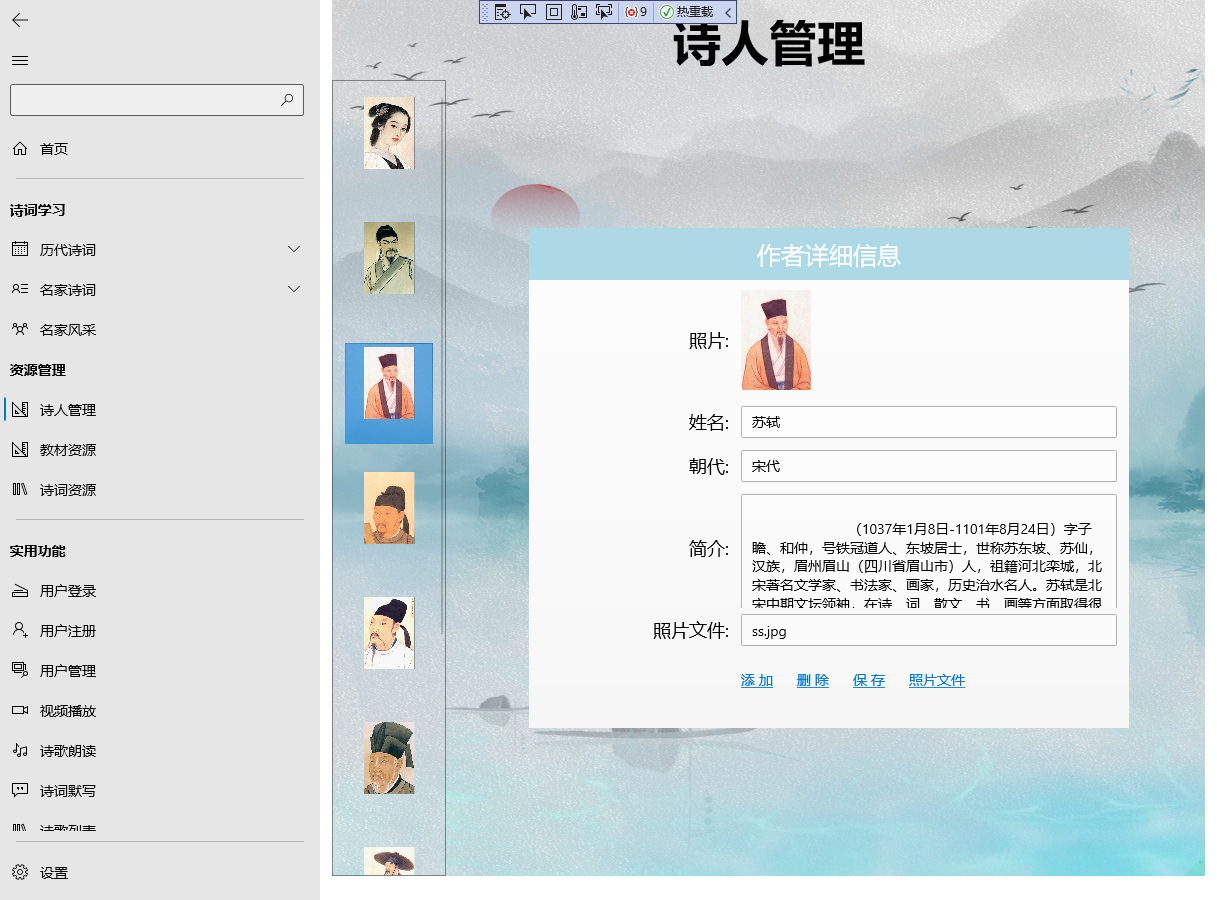 9 热重载
诗人管理
首页
诗词学习
历代诗词
名家诗词
名家风采
资源管理
诗人管理
教材资源
诗词资源
实用功能
用户登录
用户注册
用户管理
视频播放
诗歌朗读
诗词默写
诗歌列表
设置
作者详细信息
照片:
姓名: 苏轼
朝代: 宋代
简介:
（1037年1月8日-1101年8月24日）字子
瞻、和仲，号铁冠道人、东坡居士，世称苏东坡、苏仙，
汉族，眉州眉山（四川省眉山市）人，祖籍河北栾城，北
宋著名文学家、书法家、画家，历史治水名人。苏轼是北
宋中期文坛领袖，在诗、词、散文、书、画等方面取得很
照片文件: ss.jpg
添 加 删 除 保 存 照片文件